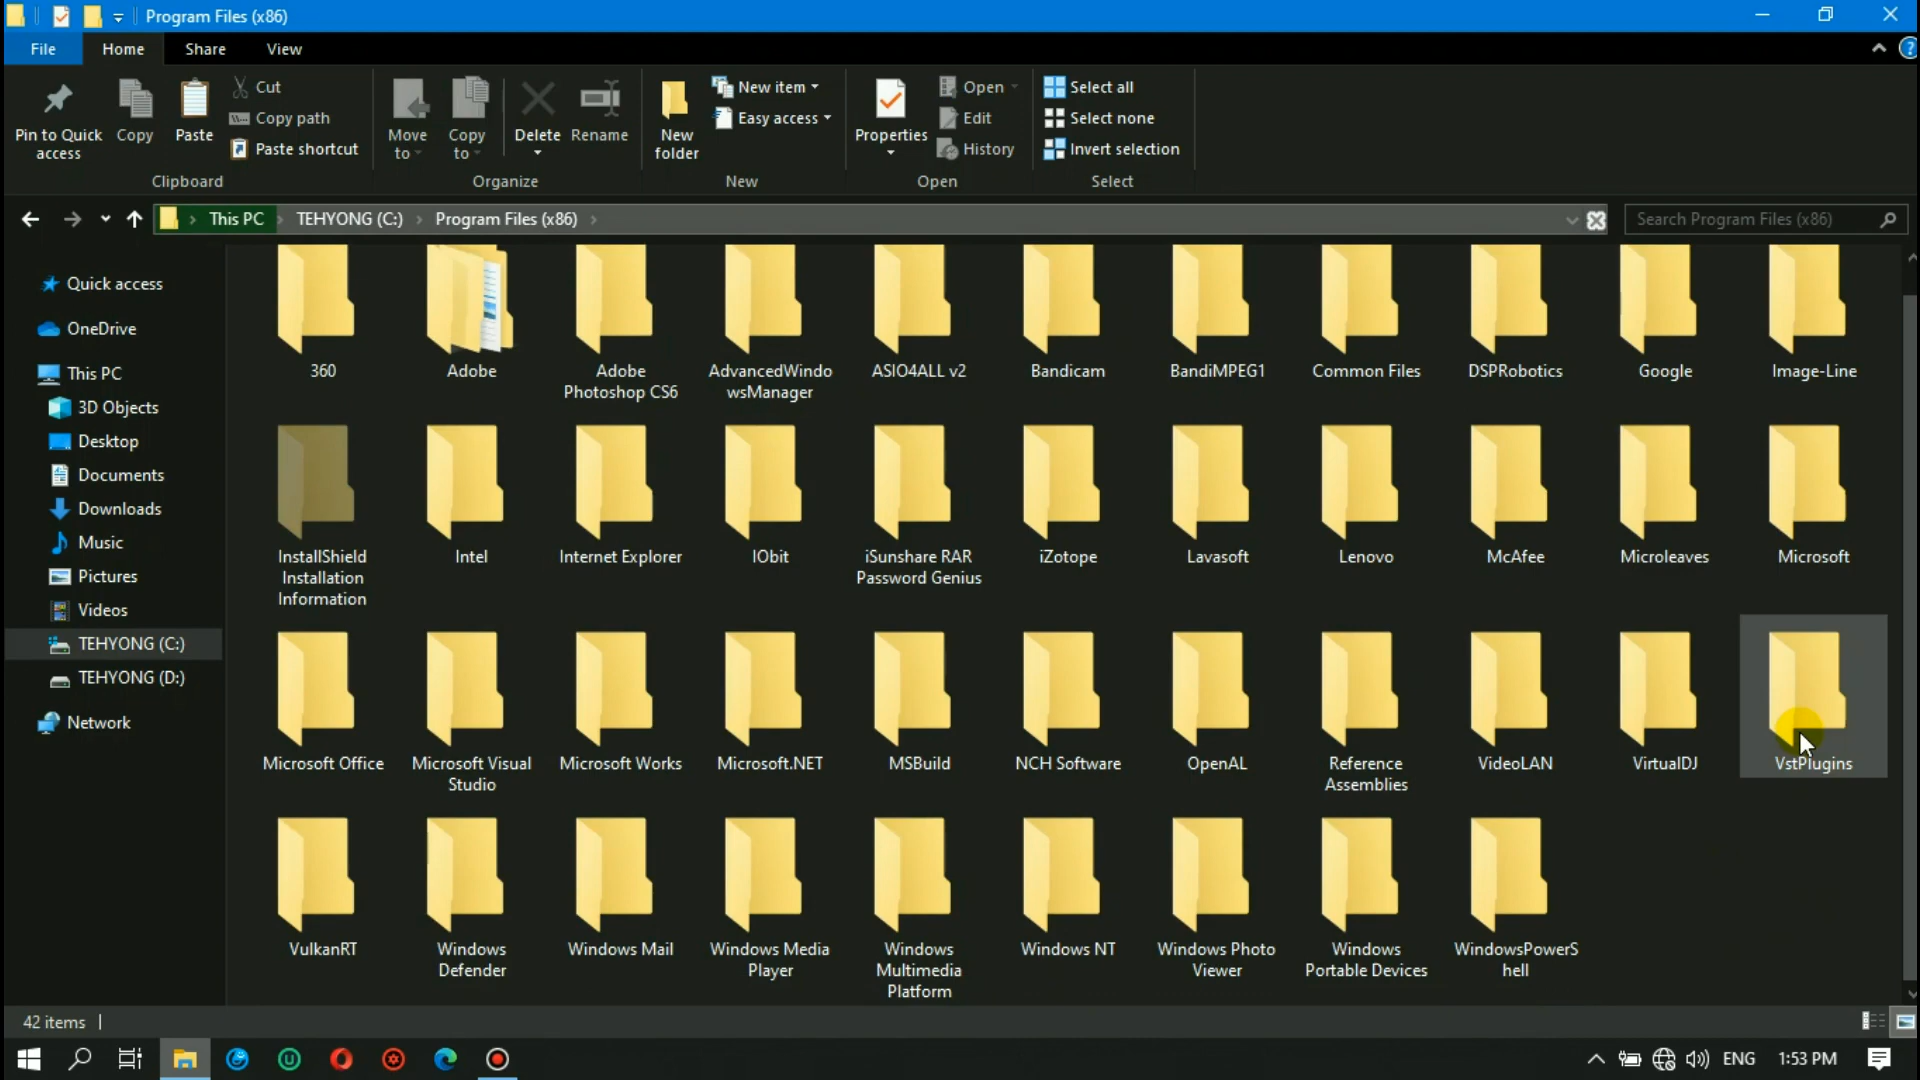 Program Files (x86)
File Home Share View
Pin to Quick access
Copy
Paste
Cut
Copy path
Paste shortcut
Clipboard
Move to
Copy to
Delete
Rename
Organize
New folder
New item
Easy access
New
Properties
Open
Edit
History
Open
Select all
Select none
Invert selection
Select
This PC TEHYONG (C:) Program Files (x86)
Search Program Files (x86)
Quick access
OneDrive
This PC
3D Objects
Desktop
Documents
Downloads
Music
Pictures
Videos
TEHYONG (C:)
TEHYONG (D:)
Network
360
Adobe
Adobe
Photoshop CS6
AdvancedWindo
wsManager
ASIO4ALL v2
Bandicam
BandiMPEG1
Common Files
DSPRobotics
Google
Image-Line
InstallShield
Installation
Information
Intel
Internet Explorer
IObit
iSunshare RAR
Password Genius
iZotope
Lavasoft
Lenovo
McAfee
Microleaves
Microsoft
Microsoft Office
Microsoft Visual
Studio
Microsoft Works
Microsoft.NET
MSBuild
NCH Software
OpenAL
Reference
Assemblies
VideoLAN
VirtualDJ
VstPlugins
VulkanRT
Windows
Defender
Windows Mail
Windows Media
Player
Windows
Multimedia
Platform
Windows NT
Windows Photo
Viewer
Windows
Portable Devices
WindowsPowerS
hell
42 items
ENG 1:53 PM